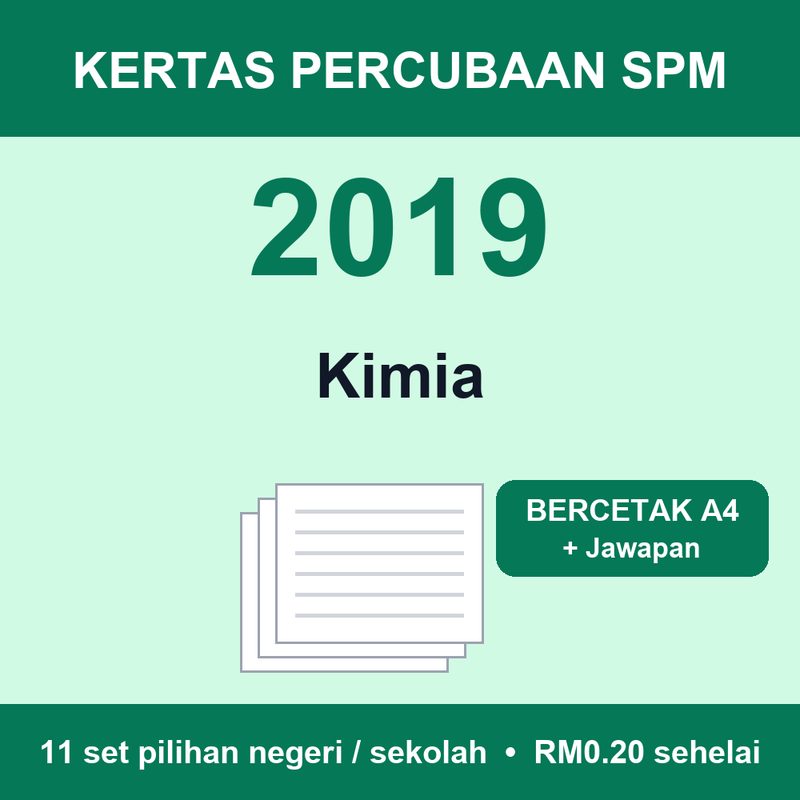 KERTAS PERCUBAAN SPM
2019
Kimia
BERCETAK A4
+ Jawapan
11 set pilihan negeri / sekolah • RM0.20 sehelai